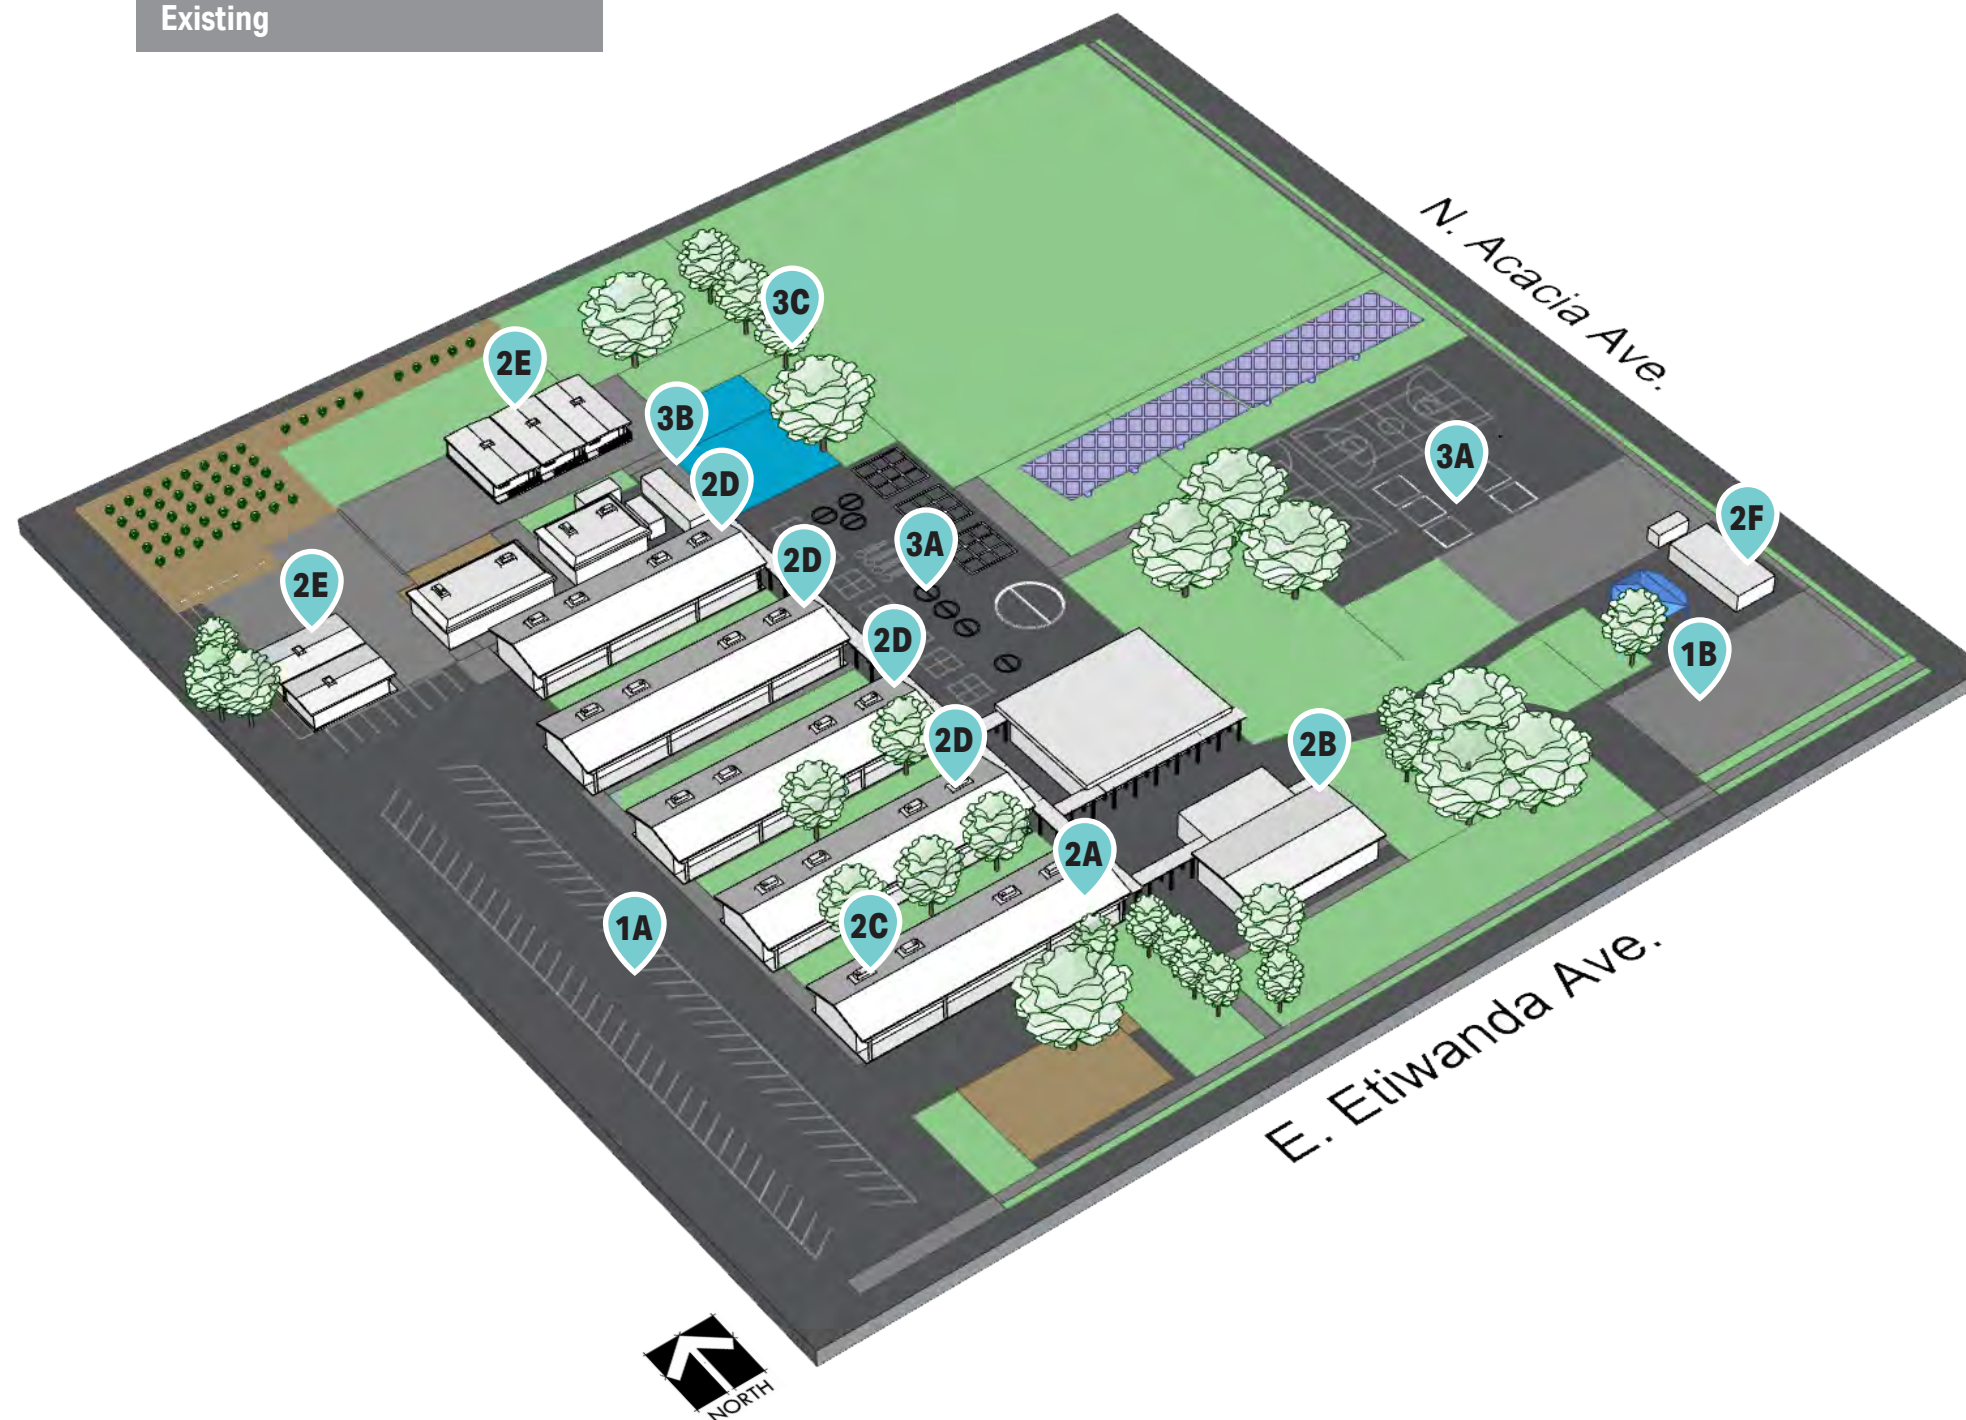 Existing
N. Acacia Ave.
3C
2E
3B
3A
2D
2F
3A
2D
2E
2D
1B
2D
2B
2A
1A
2C
E. Etiwanda Ave.
NORTH